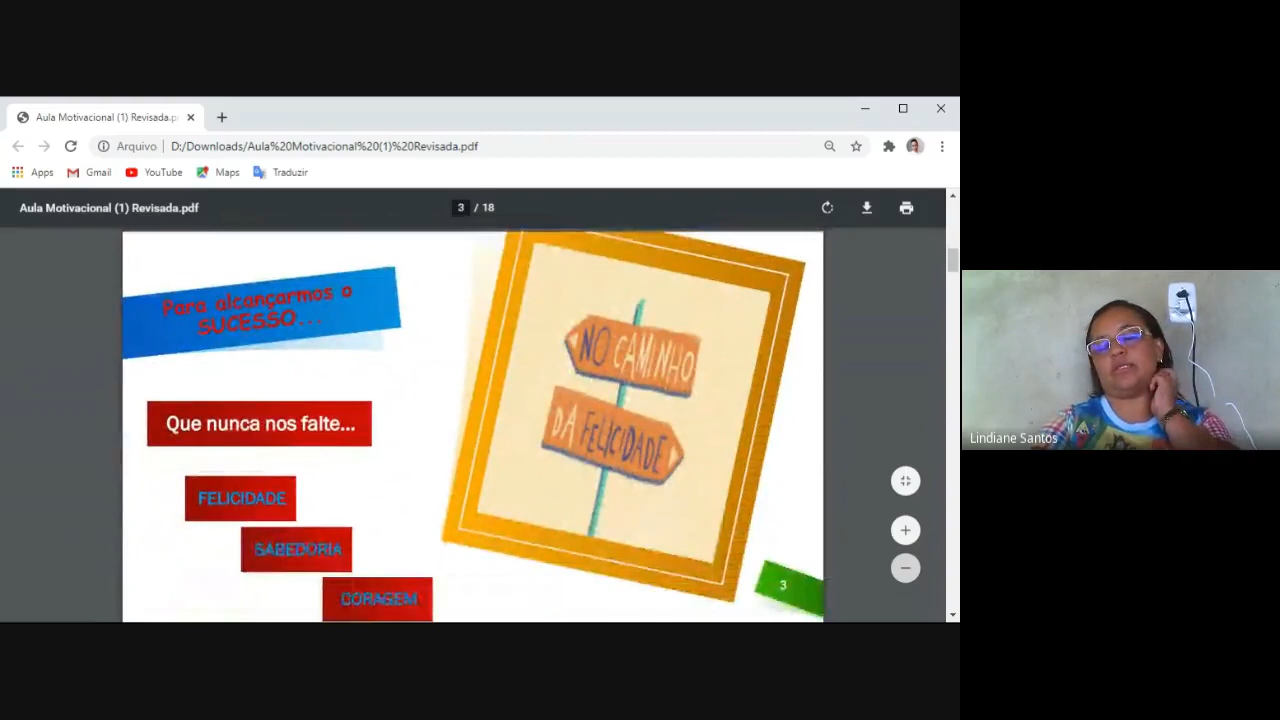 Aula Motivacional (1) Revisada.p
Arquivo | D:/Downloads/Aula%20Motivacional%20(1)%20Revisada.pdf
Apps Gmail YouTube Maps Traduzir
Aula Motivacional (1) Revisada.pdf 3 / 18
Para alcançarmos o
SUCESSO...
Que nunca nos falte...
FELICIDADE
SABEDORIA
CORAGEM
NO CAMINHO
DA FELICIDADE
3
Lindiane Santos